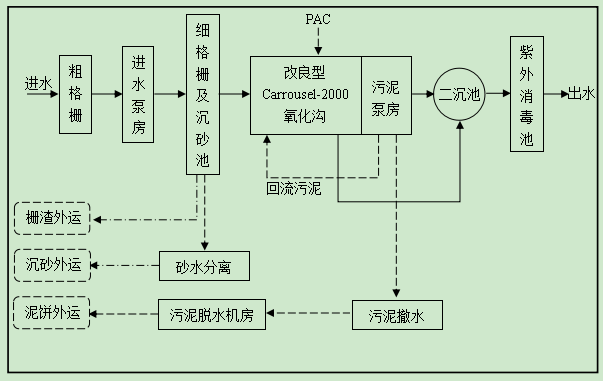 PAC
进水
粗格栅
进水泵房
细格栅及沉砂池
改良型
Carrousel-2000
氧化沟
污泥
泵房
二沉池
紫外消毒池
出水
回流污泥
栅渣外运
沉砂外运
砂水分离
泥饼外运
污泥脱水机房
污泥撤水